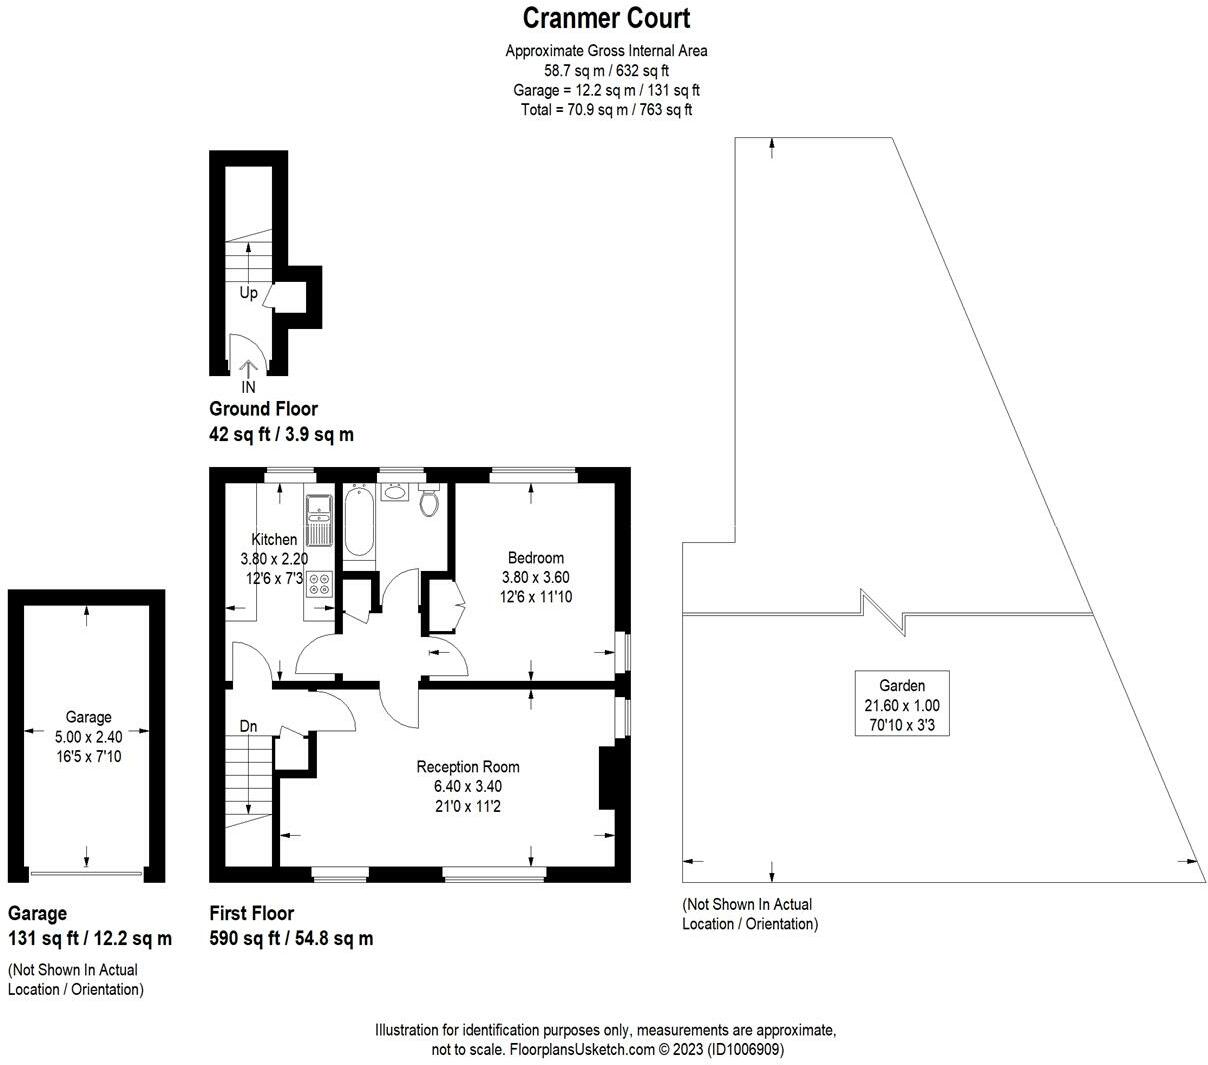 Cranmer Court
Approximate Gross Internal Area
58.7 sq m / 632 sq ft
Garage = 12.2 sq m / 131 sq ft
Total = 70.9 sq m / 763 sq ft
Up
IN
Ground Floor
42 sq ft / 3.9 sq m
Kitchen
3.80 x 2.20
12'6 x 7'3
Bedroom
3.80 x 3.60
12'6 x 11'10
Dn
Reception Room
6.40 x 3.40
21'0 x 11'2
First Floor
590 sq ft / 54.8 sq m
Garage
5.00 x 2.40
16'5 x 7'10
Garage
131 sq ft / 12.2 sq m
(Not Shown In Actual
Location / Orientation)
Garden
21.60 x 1.00
70'10 x 3'3
(Not Shown In Actual
Location / Orientation)
Illustration for identification purposes only, measurements are approximate,
not to scale. FloorplansUsketch.com © 2023 (ID1006909)